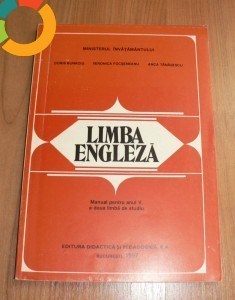 MINISTERUL ÎNVĂȚĂMÂNTULUI
LIMBA
ENGLEZĂ
Manual pentru anul V,
a doua limbă de studiu
EDITURA DIDACTICĂ ȘI PEDAGOGICĂ, R.A.
BUCUREȘTI